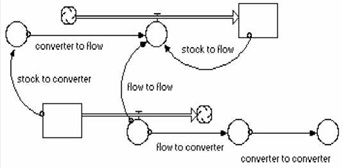 converter to flow
stock to flow
stock to converter
flow to flow
flow to converter
converter to converter